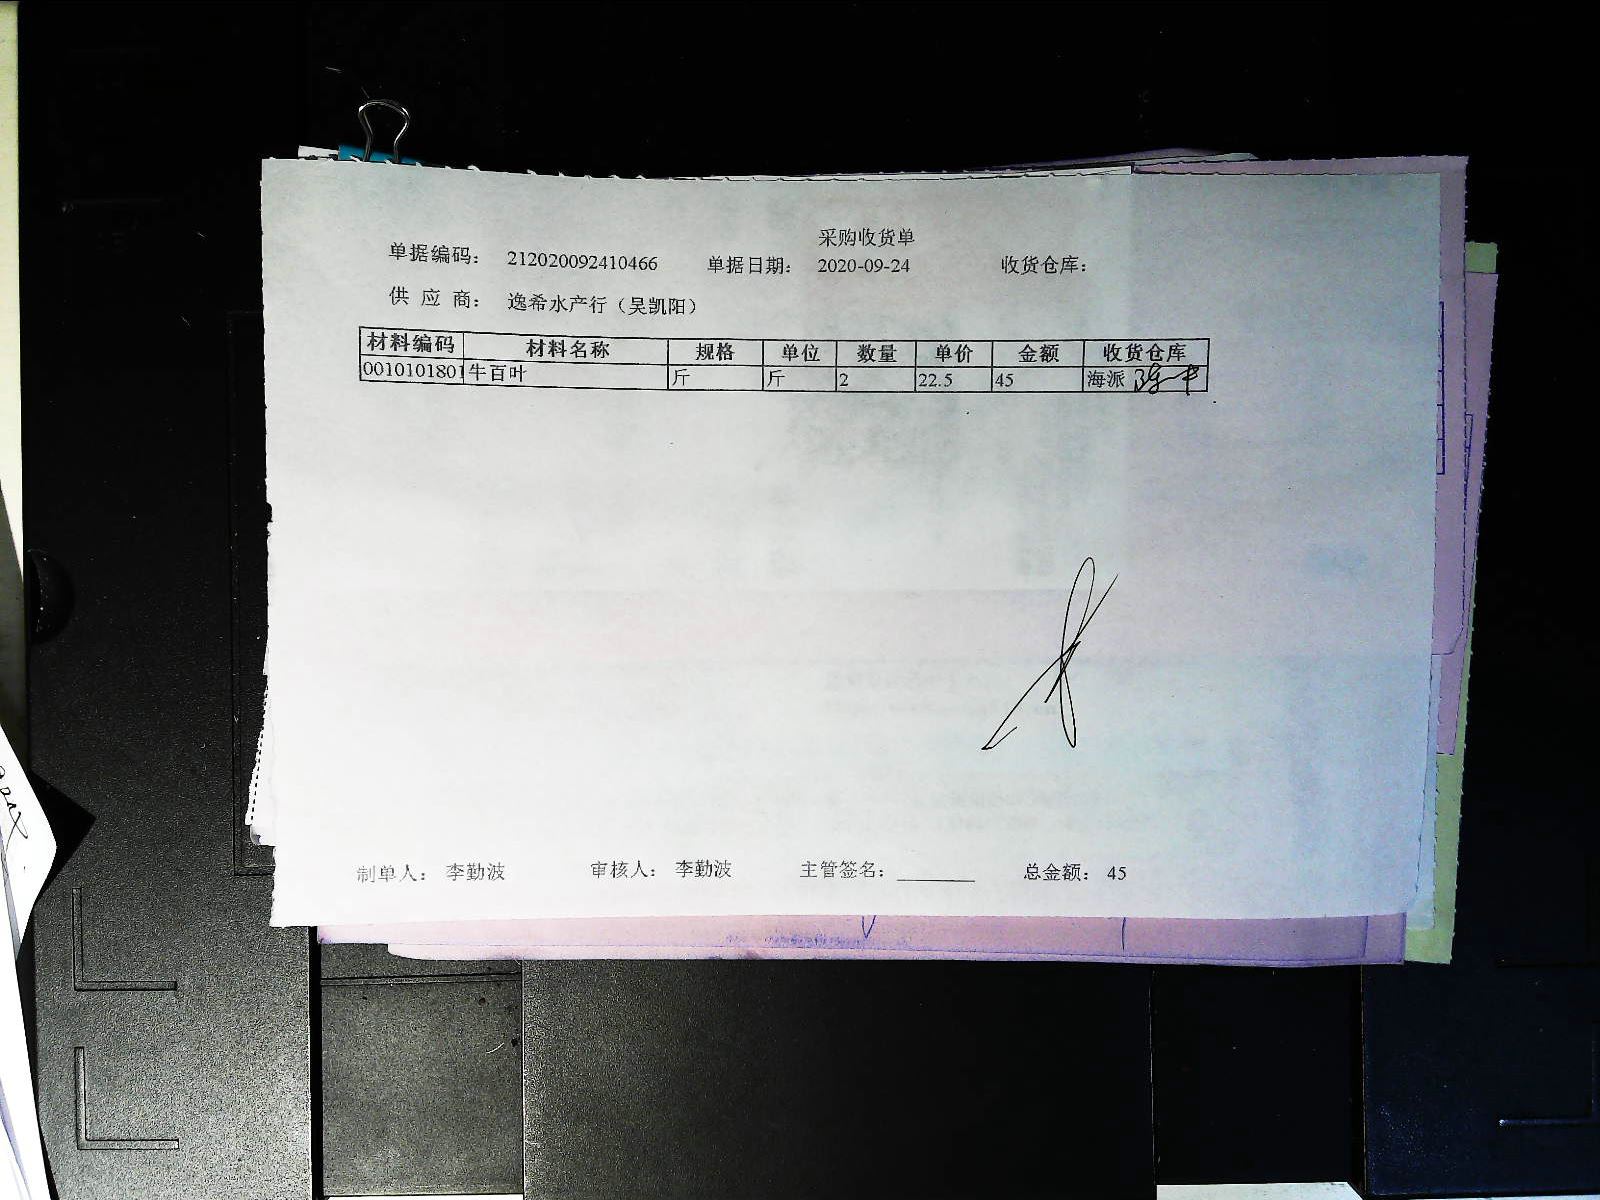 采购收货单
单据编码： 212020092410466 单据日期： 2020-09-24 收货仓库：
供 应 商： 逸希水产行（吴凯阳）
材料编码 材料名称 规格 单位 数量 单价 金额 收货仓库
0010101801 牛百叶 斤 斤 2 22.5 45 海派
制单人： 李勤波 审核人： 李勤波 主管签名： 总金额： 45